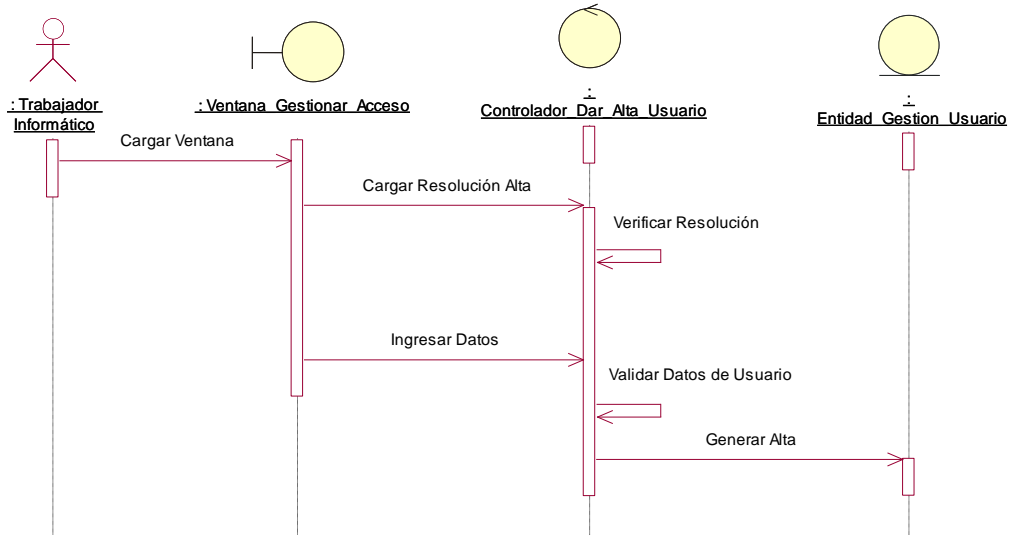 : Trabajador
Informático
: Ventana_Gestionar_Acceso
:
Controlador_Dar_Alta_Usuario
:
Entidad_Gestion_Usuario
Cargar Ventana
Cargar Resolución Alta
Verificar Resolución
Ingresar Datos
Validar Datos de Usuario
Generar Alta